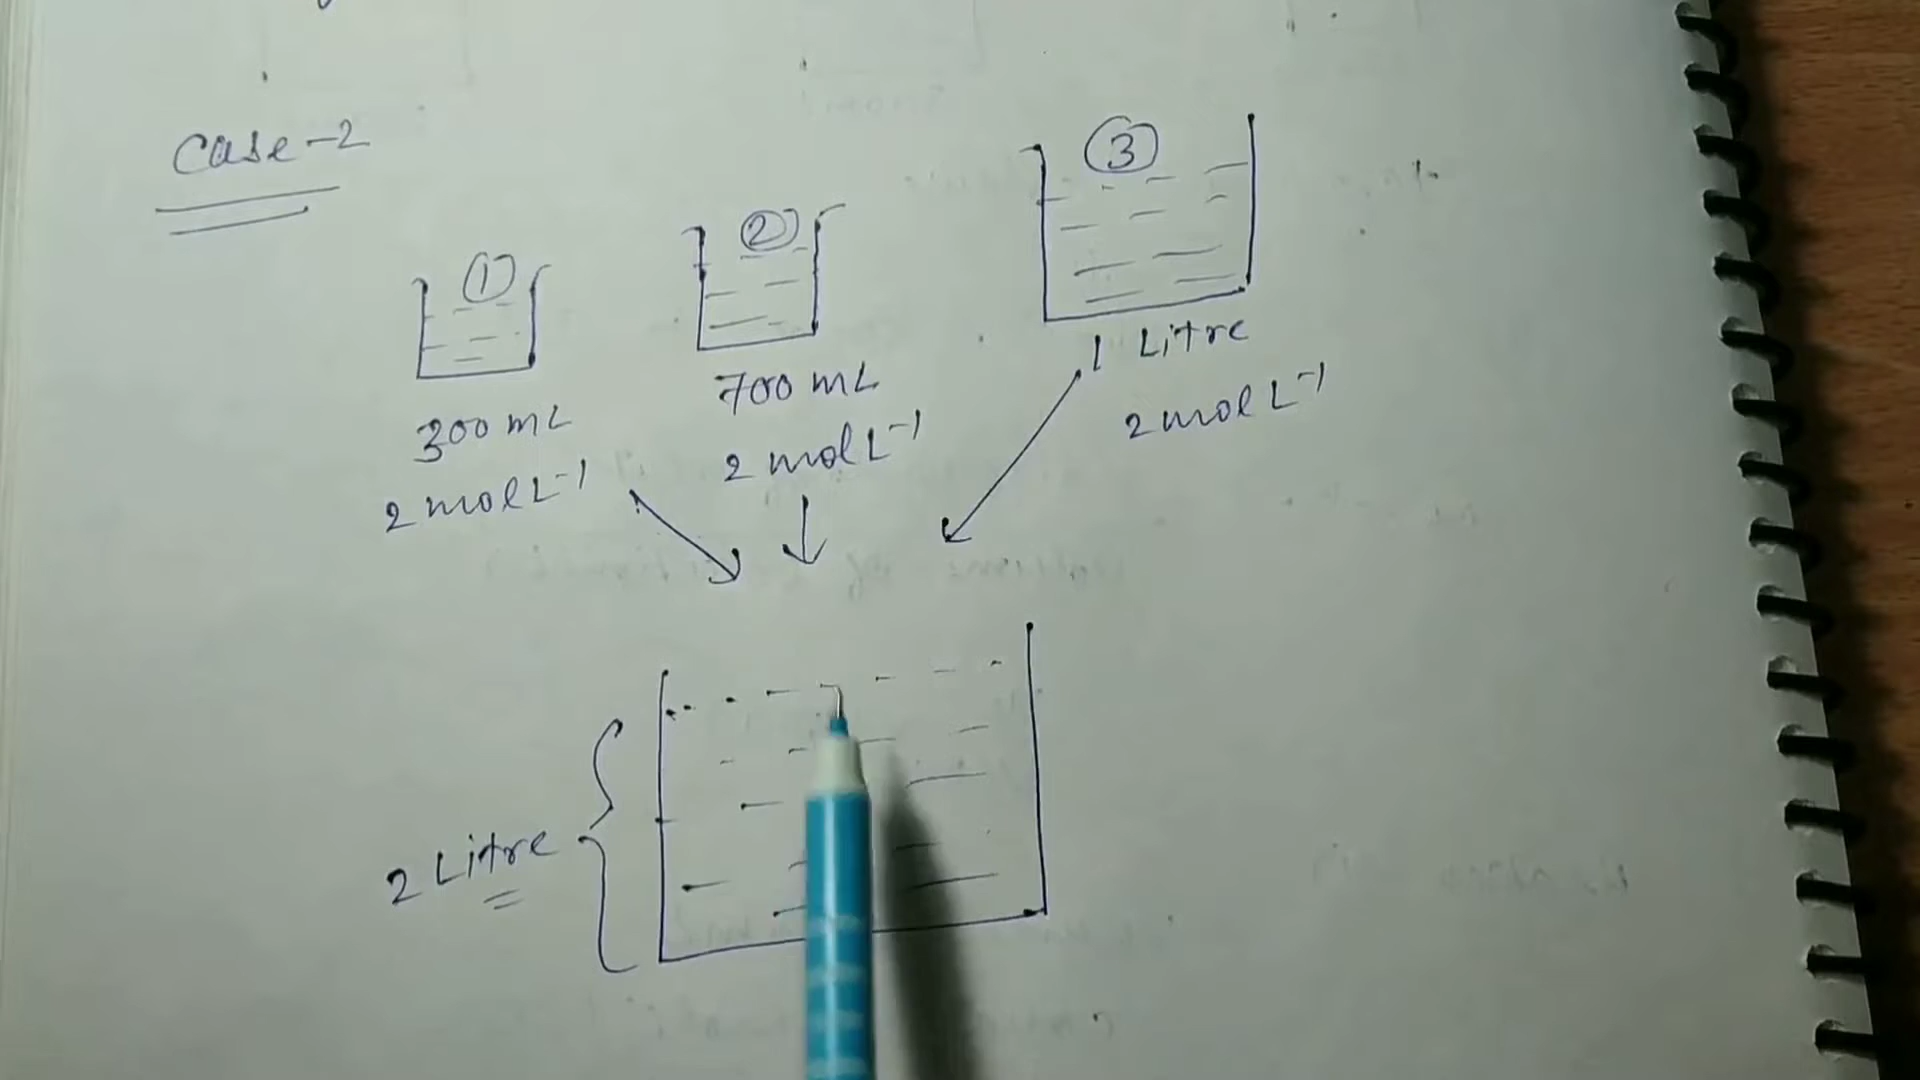 Case-2
①
300 mL
2 mol L⁻¹
②
700 mL
2 mol L⁻¹
③
1 Litre
2 mol L⁻¹
2 Litre